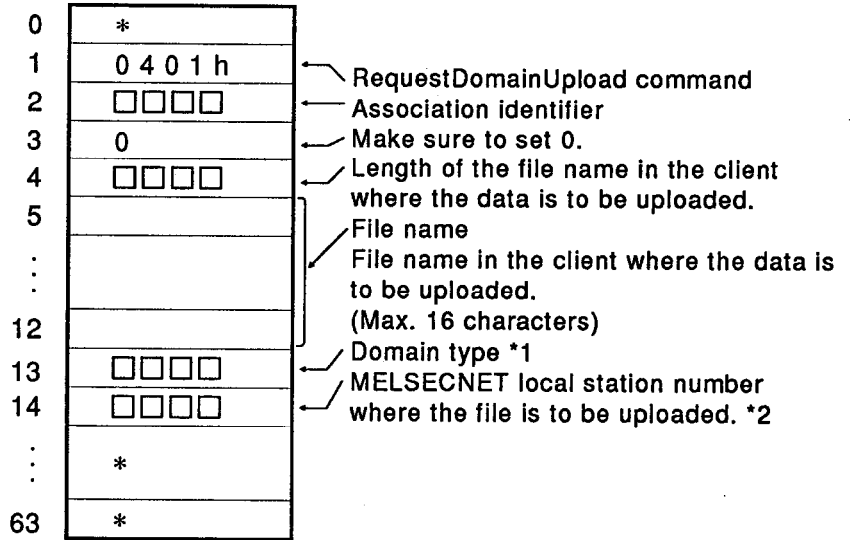 0 *
1 0401h RequestDomainUpload command
2 □□□□ Association identifier
3 0 Make sure to set 0.
4 □□□□ Length of the file name in the client
where the data is to be uploaded.
5
File name
File name in the client where the data is
to be uploaded.
(Max. 16 characters)
12
13 □□□□ Domain type *1
14 □□□□ MELSECNET local station number
where the file is to be uploaded. *2
*
63 *